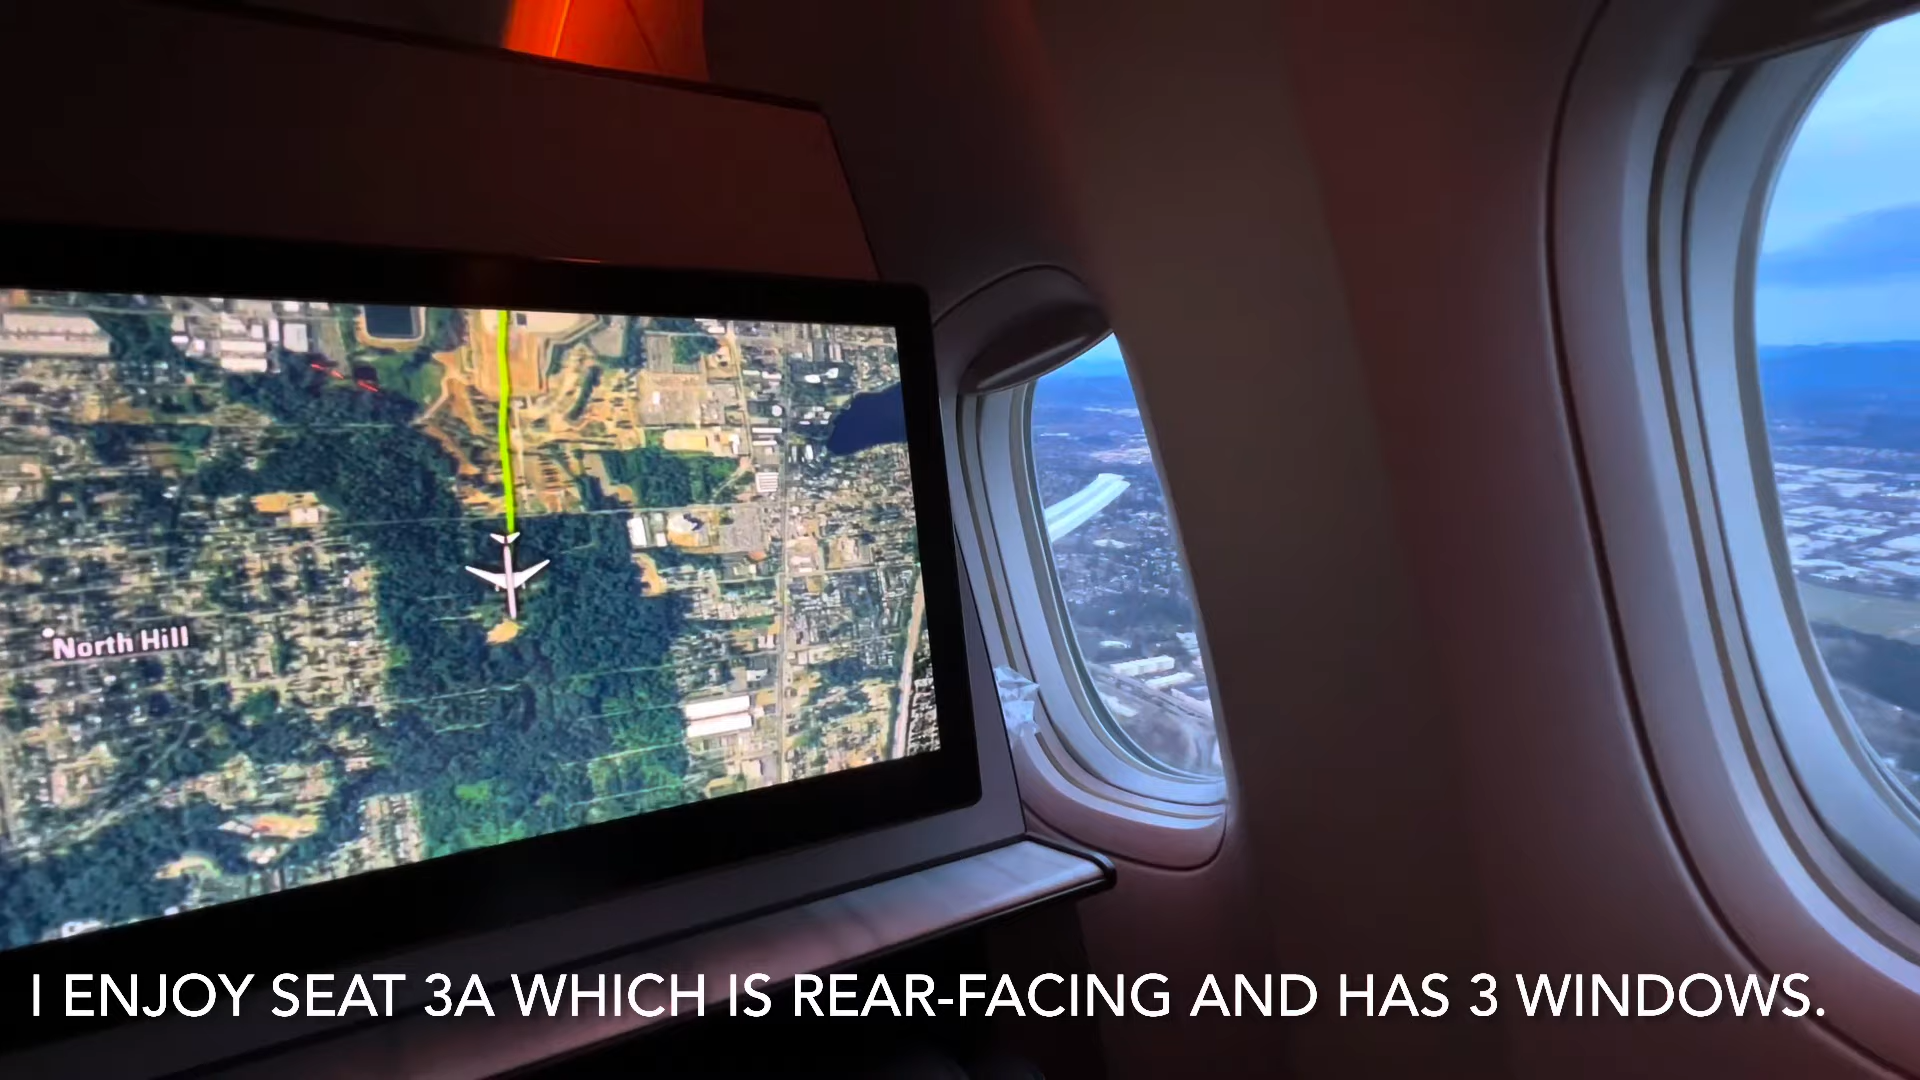 North Hill
I ENJOY SEAT 3A WHICH IS REAR-FACING AND HAS 3 WINDOWS.